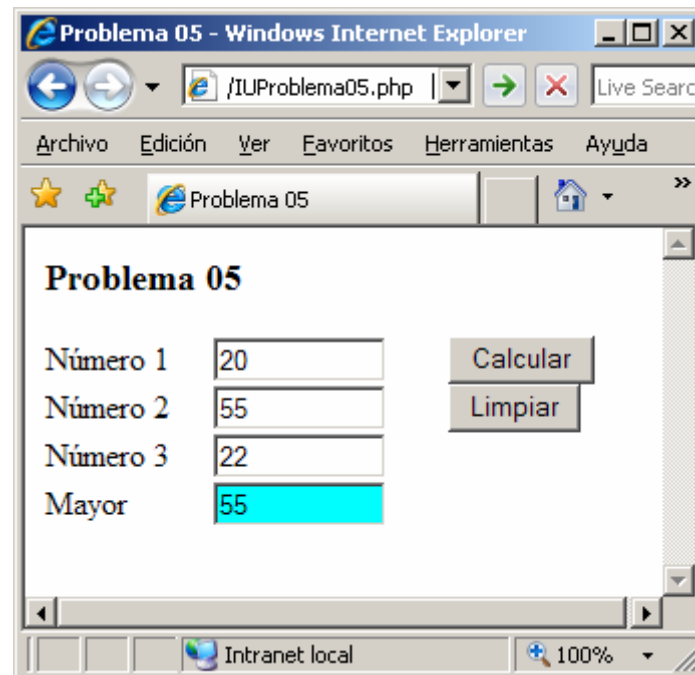 Problema 05 - Windows Internet Explorer
/IUProblema05.php
Live Searc
Archivo Edición Ver Favoritos Herramientas Ayuda
Problema 05
»
Problema 05
Número 1 20 Calcular
Número 2 55 Limpiar
Número 3 22
Mayor 55
Intranet local 100%